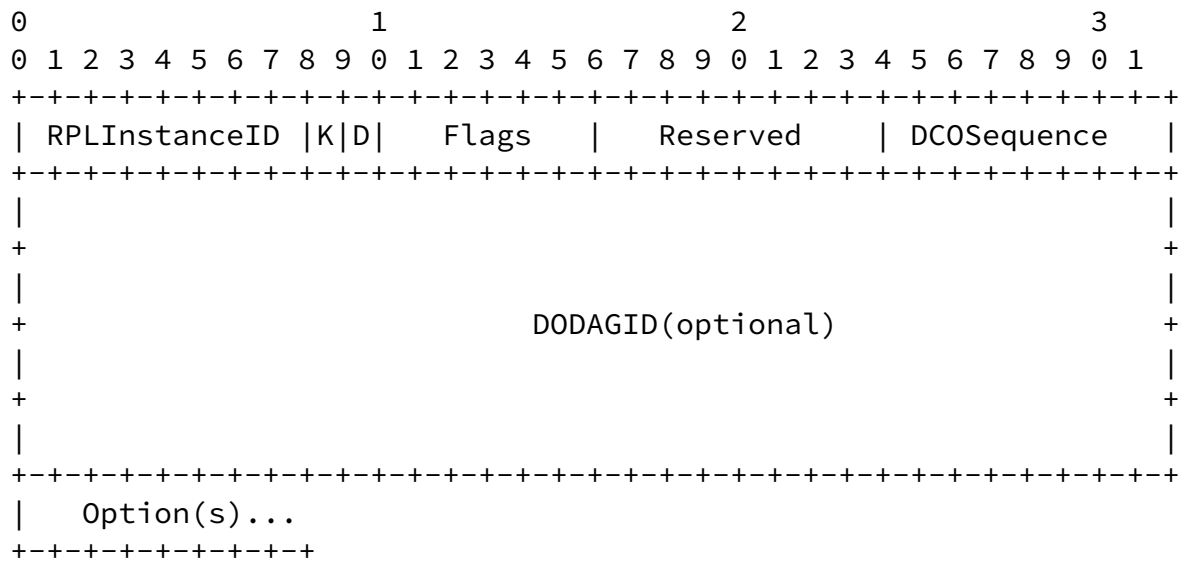 0                   1                   2                   3
0 1 2 3 4 5 6 7 8 9 0 1 2 3 4 5 6 7 8 9 0 1 2 3 4 5 6 7 8 9 0 1
+-+-+-+-+-+-+-+-+-+-+-+-+-+-+-+-+-+-+-+-+-+-+-+-+-+-+-+-+-+-+-+-+
| RPLInstanceID |K|D|   Flags   |   Reserved    | DCOSequence   |
+-+-+-+-+-+-+-+-+-+-+-+-+-+-+-+-+-+-+-+-+-+-+-+-+-+-+-+-+-+-+-+-+
|                                                               |
+                                                               +
|                                                               |
+                            DODAGID(optional)                  +
|                                                               |
+                                                               +
|                                                               |
+-+-+-+-+-+-+-+-+-+-+-+-+-+-+-+-+-+-+-+-+-+-+-+-+-+-+-+-+-+-+-+-+
|   Option(s)...
+-+-+-+-+-+-+-+-+